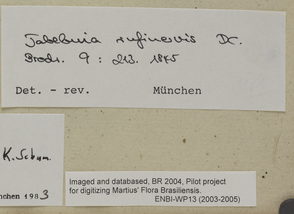 Tabebuia rufinervis DC.
Prodr. 9 : 213. 1845
Det. - rev. München
K. Schum.
nchen 1983
Imaged and databased, BR 2004, Pilot project
for digitizing Martius' Flora Brasiliensis.
ENBI-WP13 (2003-2005)